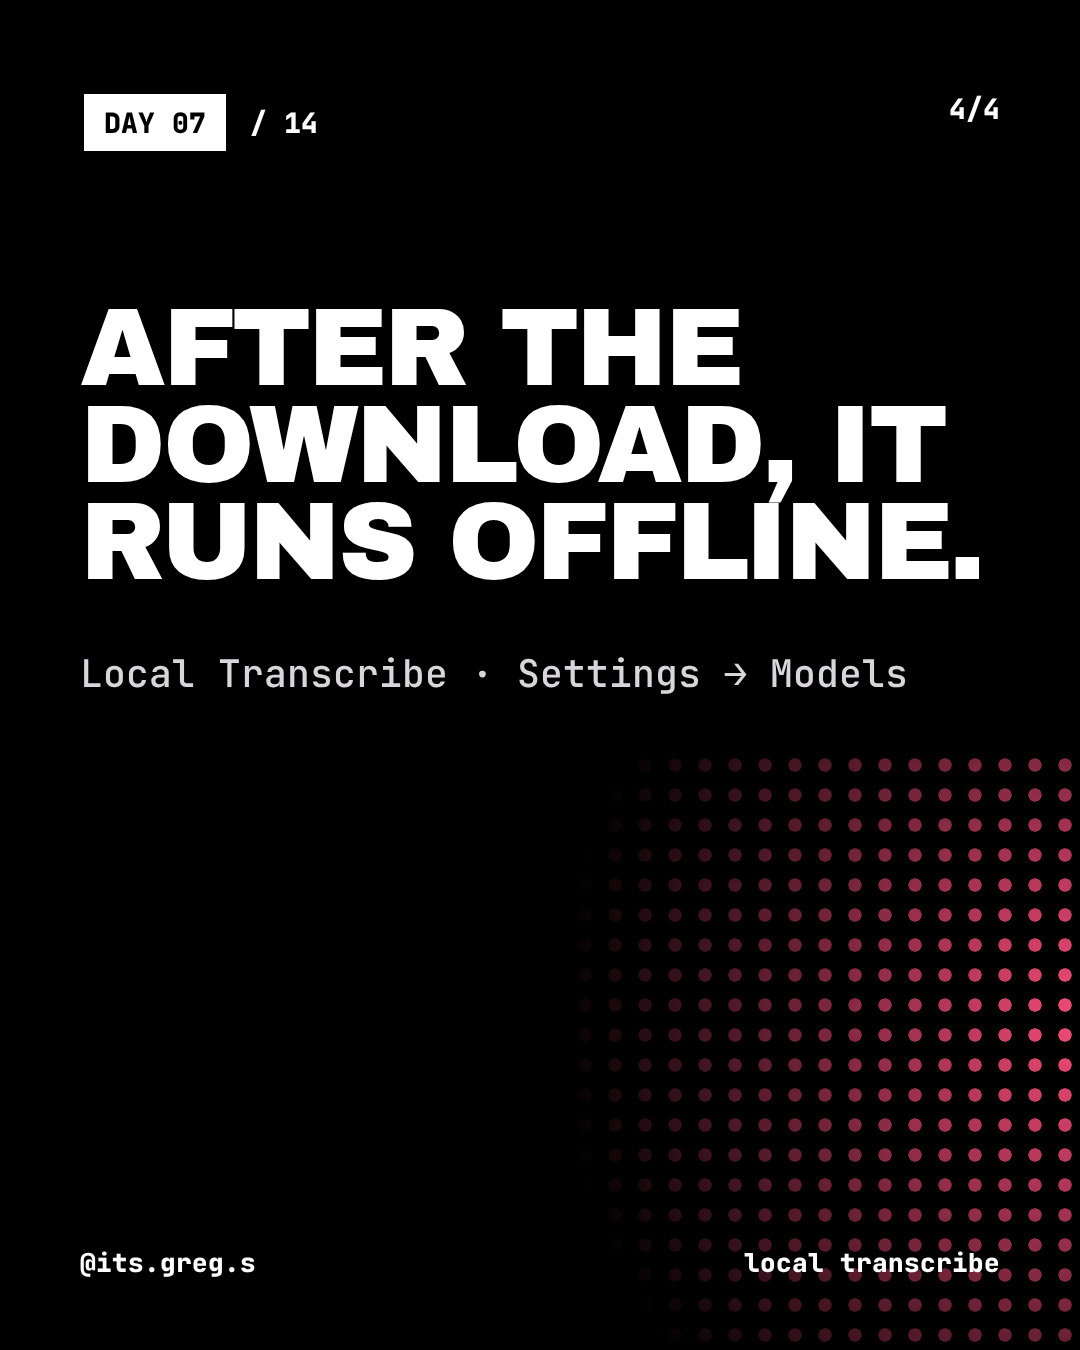 DAY 07 / 14
4/4
AFTER THE
DOWNLOAD, IT
RUNS OFFLINE.
Local Transcribe · Settings → Models
@its.greg.s
local transcribe